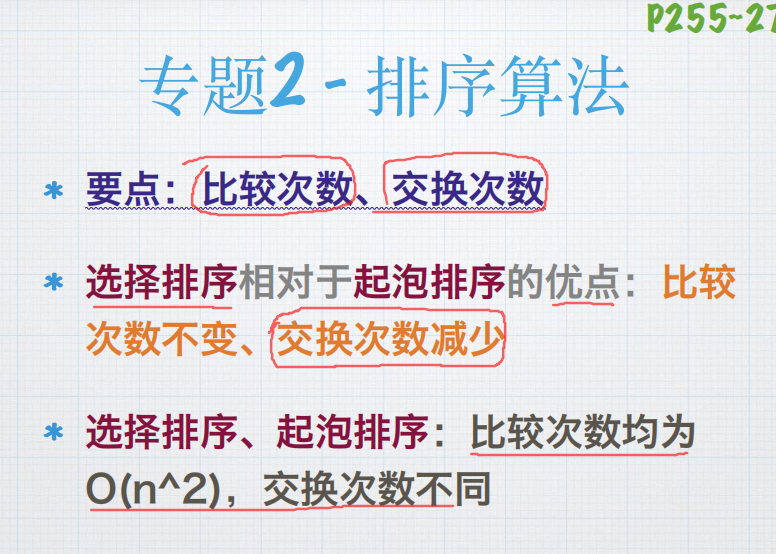 P255~27
专题2-排序算法
* 要点：比较次数、交换次数
* 选择排序相对于起泡排序的优点：比较
次数不变、交换次数减少
* 选择排序、起泡排序：比较次数均为
O(n^2)，交换次数不同